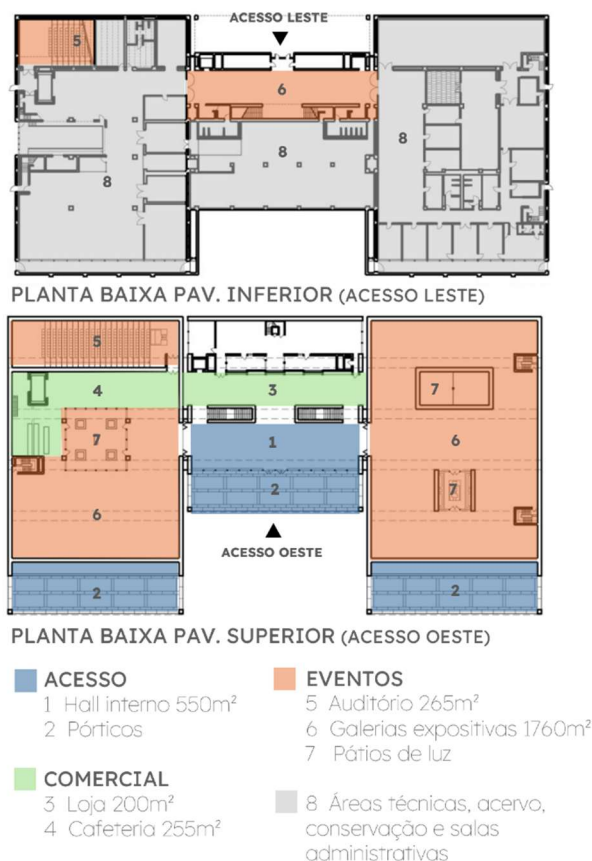 ACESSO LESTE
5
6
8
8
8
PLANTA BAIXA PAV. INFERIOR (ACESSO LESTE)
5
4
3
7
7
1
6
2
7
6
ACESSO OESTE
2
2
PLANTA BAIXA PAV. SUPERIOR (ACESSO OESTE)
ACESSO
1 Hall interno 550m²
2 Pórticos
COMERCIAL
3 Loja 200m²
4 Cafeteria 255m²
EVENTOS
5 Auditório 265m²
6 Galerias expositivas 1760m²
7 Pátios de luz
8 Áreas técnicas, acervo,
conservação e salas
administrativas